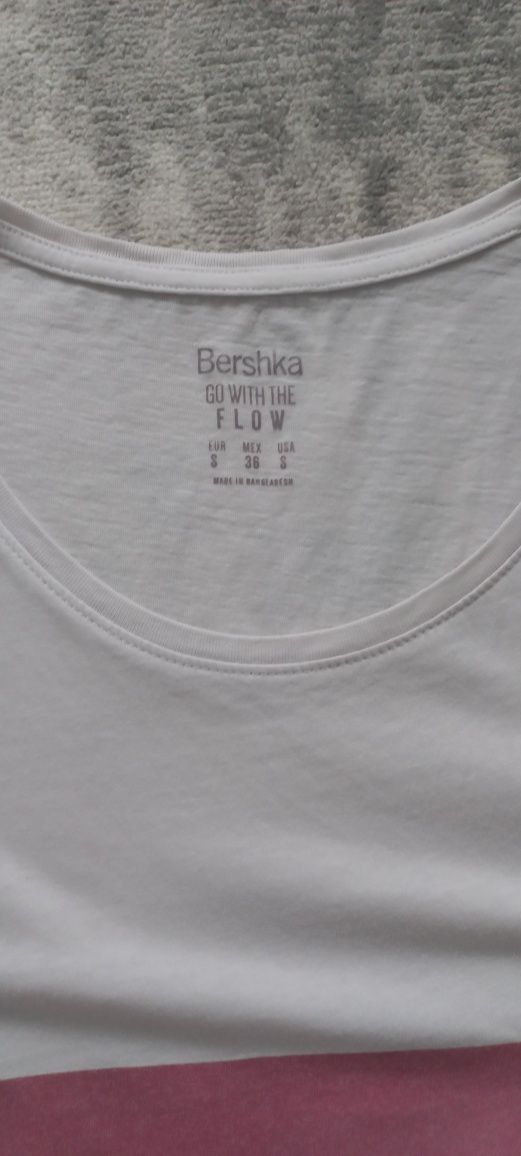 Bershka
GO WITH THE
FLOW
EUR MEX USA
S 36 S
MADE IN BANGLADESH